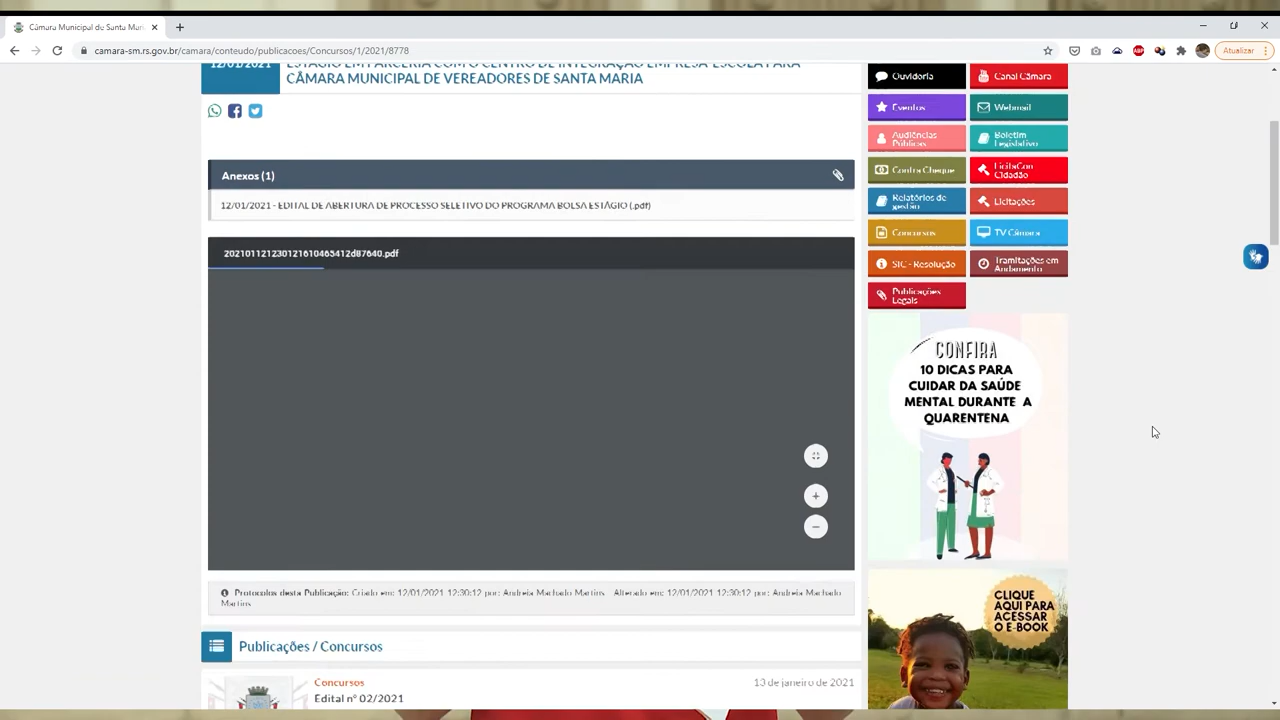 Câmara Municipal de Santa Mari
camara-sm.rs.gov.br/camara/conteudo/publicacoes/Concursos/1/2021/8778
ABP
Atualizar
12/01/2021
ESTÁGIO EM PARCERIA COM O CENTRO DE INTEGRAÇÃO EMPRESA-ESCOLA PARA
CÂMARA MUNICIPAL DE VEREADORES DE SANTA MARIA
Anexos (1)
12/01/2021 - EDITAL DE ABERTURA DE PROCESSO SELETIVO DO PROGRAMA BOLSA ESTÁGIO (.pdf)
2021011212230121610465412d87640.pdf
Protocolos desta Publicação: Criado em: 12/01/2021 12:30:12 por: Andreia Machado Martins Alterado em: 12/01/2021 12:30:12 por: Andreia Machado
Martins
Publicações / Concursos
Concursos
13 de janeiro de 2021
Edital nº 02/2021
Ouvidoria
Canal Câmara
Eventos
Webmail
Audiências
Públicas
Boletim
Legislativo
Contra Cheque
LicitaCon
Cidadão
Relatórios de
gestão
Licitações
Concursos
TV Câmara
SIC - Resolução
Tramitações em
Andamento
Publicações
Legais
CONFIRA
10 DICAS PARA
CUIDAR DA SAÚDE
MENTAL DURANTE A
QUARENTENA
CLIQUE
AQUI PARA
ACESSAR
O E-BOOK